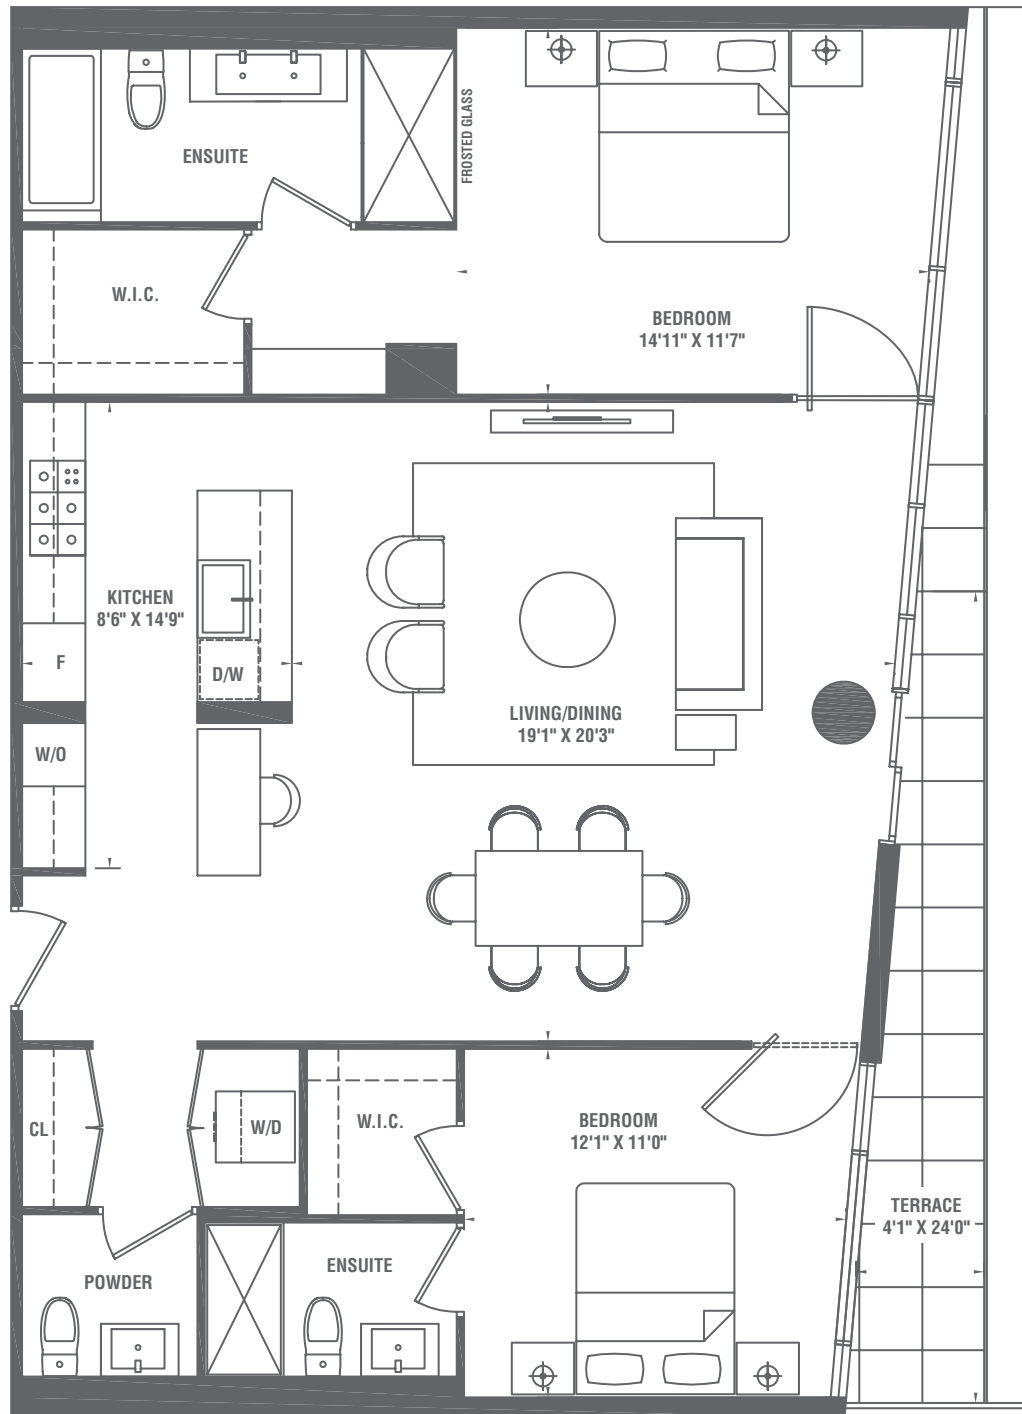 ENSUITE
FROSTED GLASS
W.I.C.
BEDROOM
14'11" X 11'7"
KITCHEN
8'6" X 14'9"
F
D/W
LIVING/DINING
19'1" X 20'3"
W/O
CL
W/D
W.I.C.
BEDROOM
12'1" X 11'0"
TERRACE
4'1" X 24'0"
ENSUITE
POWDER